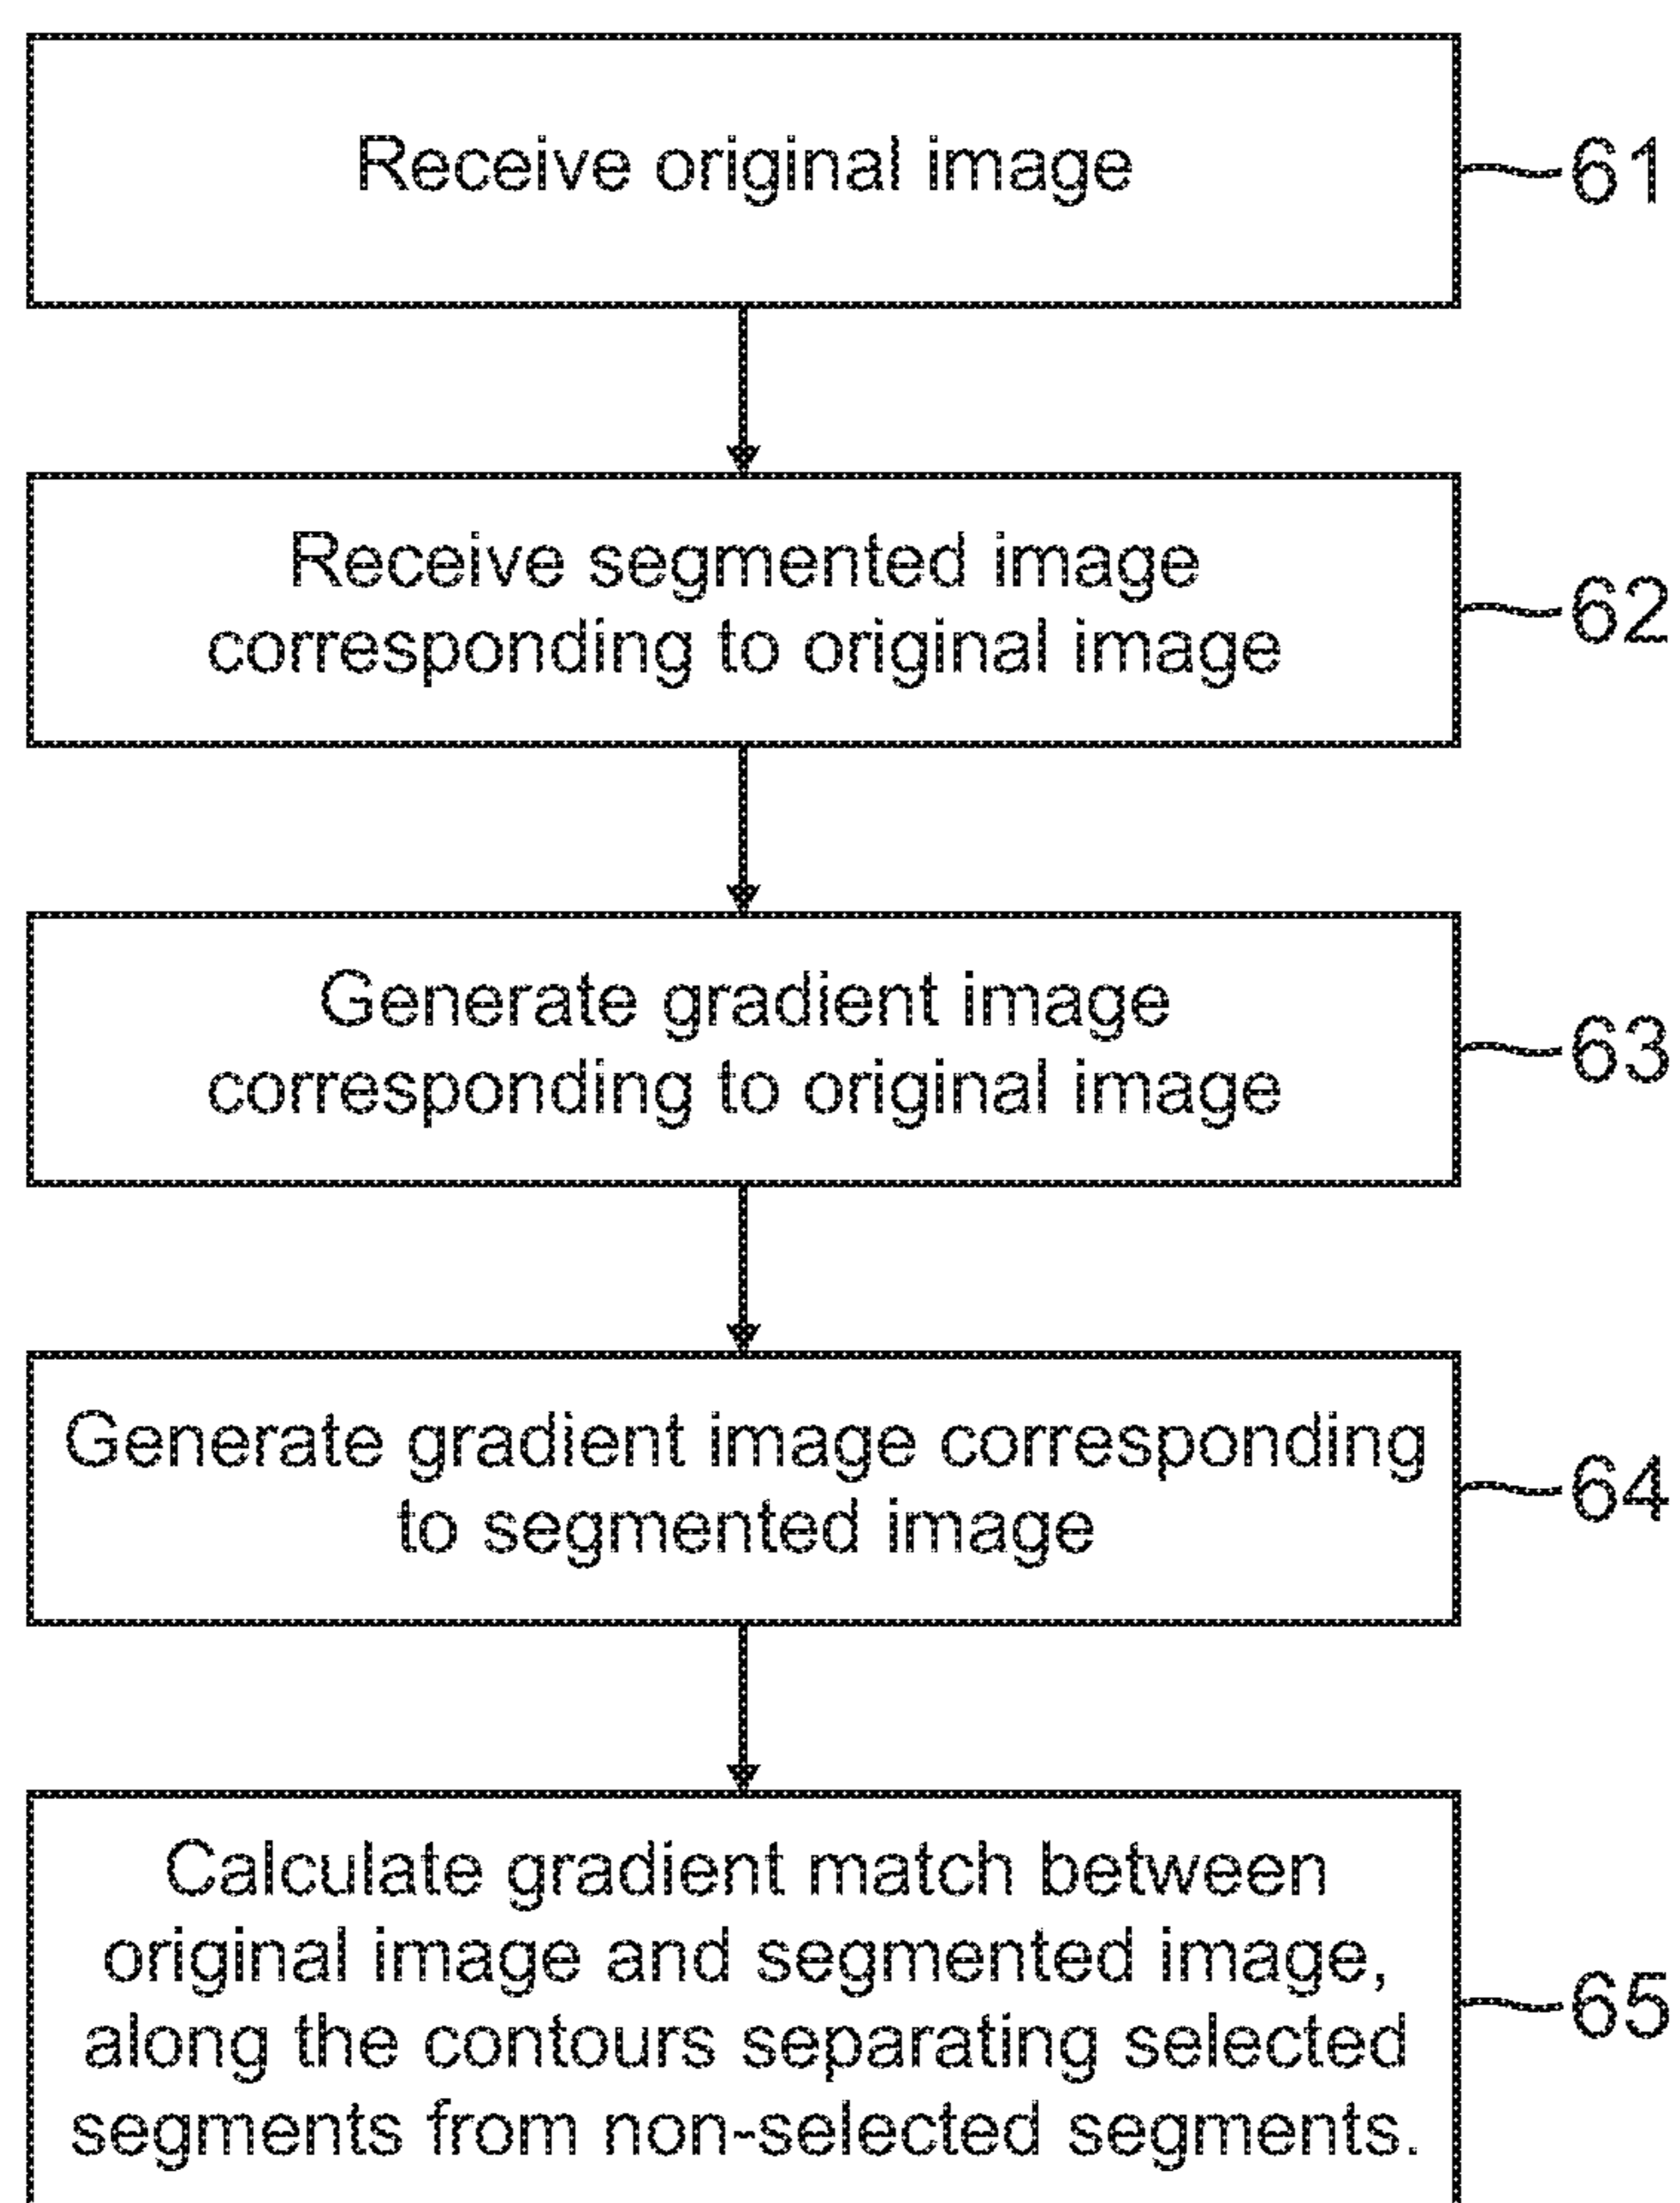 Receive original image
61
Receive segmented image
corresponding to original image
62
Generate gradient image
corresponding to original image
63
Generate gradient image corresponding
to segmented image
64
Calculate gradient match between
original image and segmented image,
along the contours separating selected
segments from non-selected segments.
65